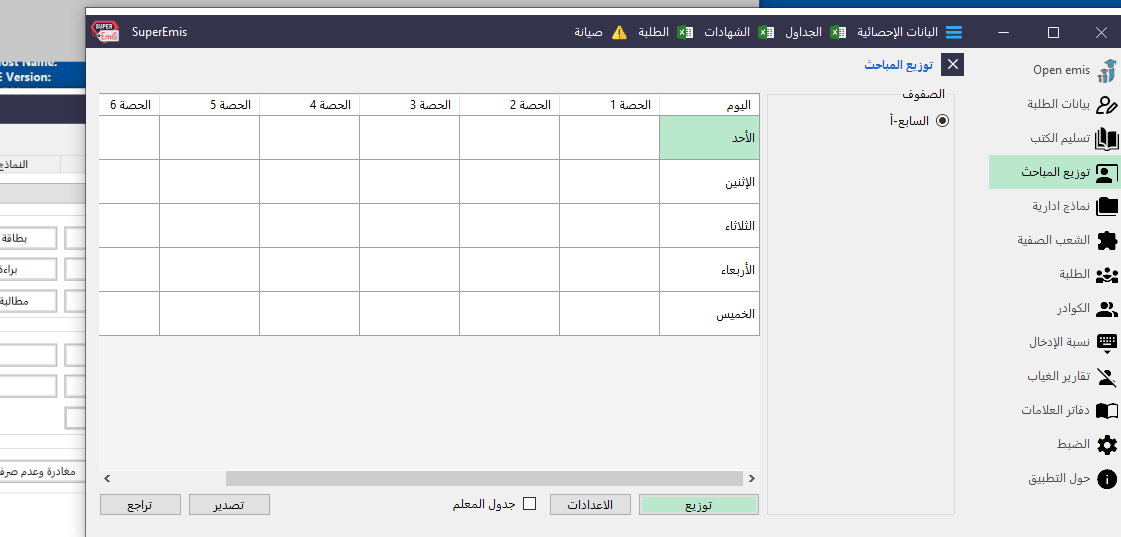 SuperEmis
البانات الإحصائية
الجداول
الشهادات
الطلبة
صيانة
SUPER
EmiS
ost Name:
E Version:
Open emis
بيانات الطلبة
تسليم الكتب
توزيع المباحث
نماذج ادارية
الشعب الصفية
الطلبة
الكوادر
نسبة الإدخال
تقارير الغياب
دفاتر العلامات
الضبط
حول التطبيق
توزيع المباحث
الصفوف
السابع-أ
اليوم الحصة 1 الحصة 2 الحصة 3 الحصة 4 الحصة 5 الحصة 6
الأحد
الإثنين
الثلاثاء
الأربعاء
الخميس
توزيع
الاعدادات
جدول المعلم
تصدير
تراجع
النماذج
بطاقة
براءة
مطالبة
مغادرة وعدم صرف